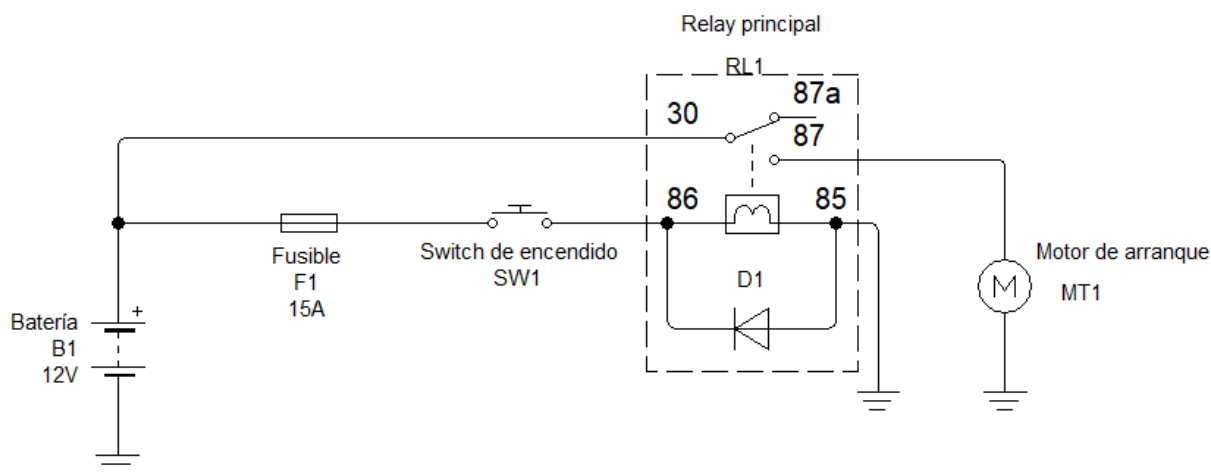 Relay principal
RL1
30
87a
87
86
85
D1
Fusible
F1
15A
Switch de encendido
SW1
Motor de arranque
MT1
M
Batería
B1
12V
+